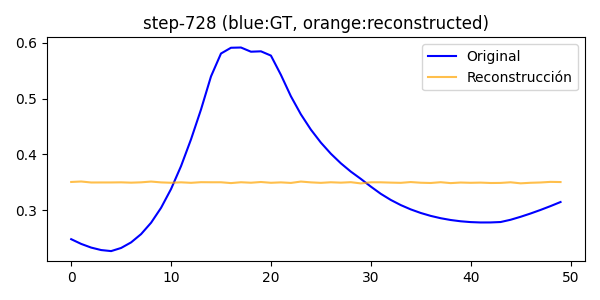 step-728 (blue:GT, orange:reconstructed)
Original
Reconstrucción
0.6
0.5
0.4
0.3
0 10 20 30 40 50